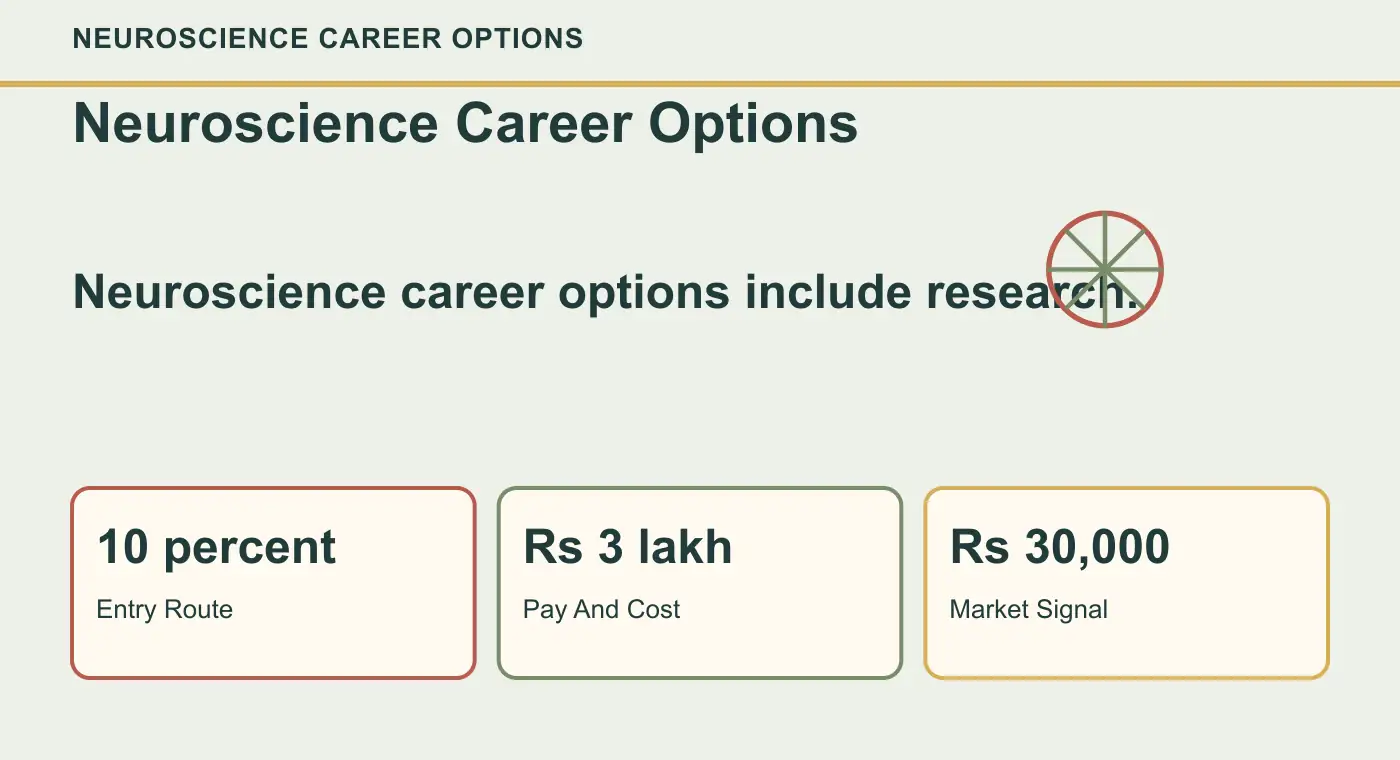 NEUROSCIENCE CAREER OPTIONS
Neuroscience Career Options
Neuroscience career options include research.
10 percent
Entry Route
Rs 3 lakh
Pay And Cost
Rs 30,000
Market Signal